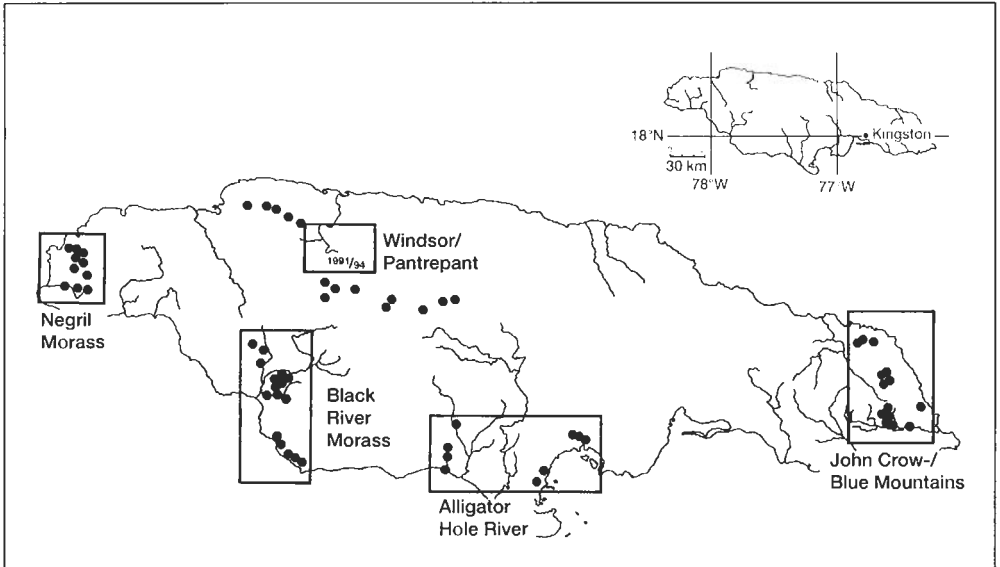 18°N
Kingston
30 km
78°W
77°W
Windsor/
Pantrepant
1991/94
Negril
Morass
Black
River
Morass
Alligator
Hole River
John Crow-/
Blue Mountains